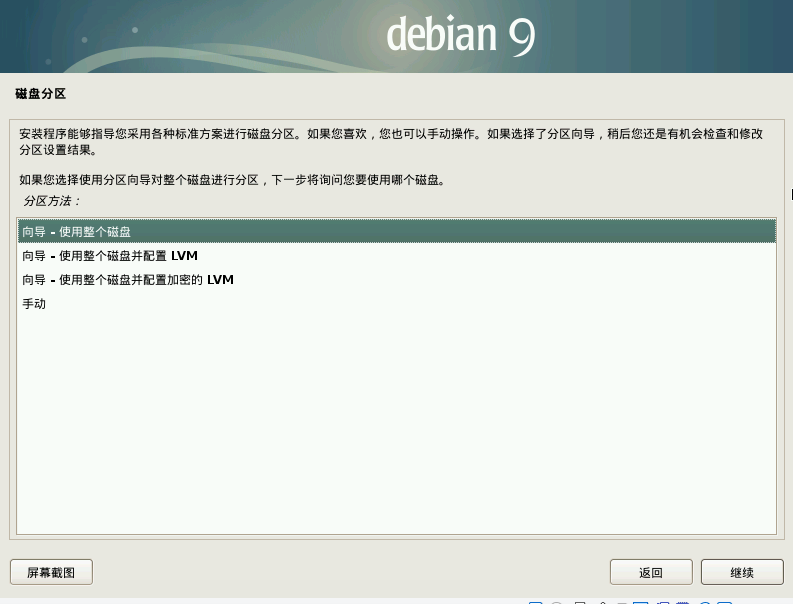 debian 9
磁盘分区
安装程序能够指导您采用各种标准方案进行磁盘分区。如果您喜欢，您也可以手动操作。如果选择了分区向导，稍后您还是有机会检查和修改
分区设置结果。
如果您选择使用分区向导对整个磁盘进行分区，下一步将询问您要使用哪个磁盘。
分区方法：
向导 - 使用整个磁盘
向导 - 使用整个磁盘并配置 LVM
向导 - 使用整个磁盘并配置加密的 LVM
手动
屏幕截图
返回
继续